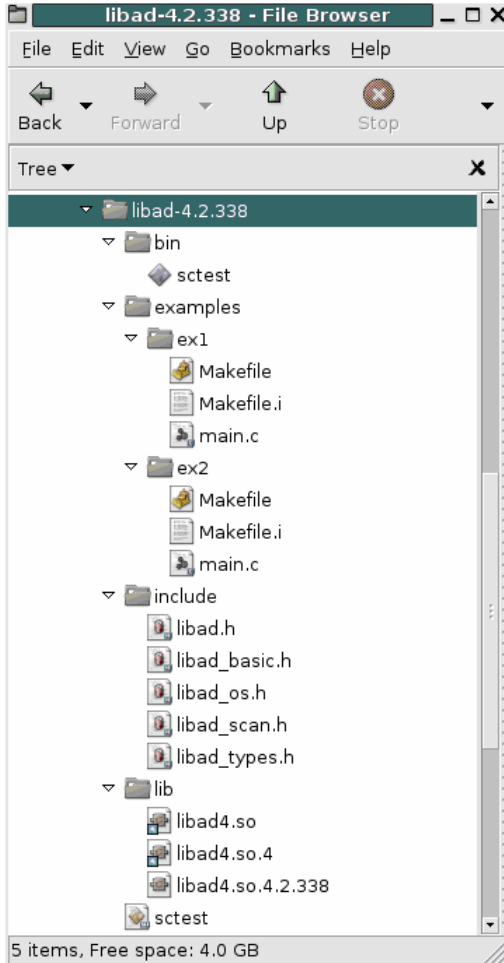 libad-4.2.338 - File Browser
File Edit View Go Bookmarks Help
Back Forward Up Stop
Tree
libad-4.2.338
bin
sctest
examples
ex1
Makefile
Makefile.i
main.c
ex2
Makefile
Makefile.i
main.c
include
libad.h
libad_basic.h
libad_os.h
libad_scan.h
libad_types.h
lib
libad4.so
libad4.so.4
libad4.so.4.2.338
sctest
5 items, Free space: 4.0 GB